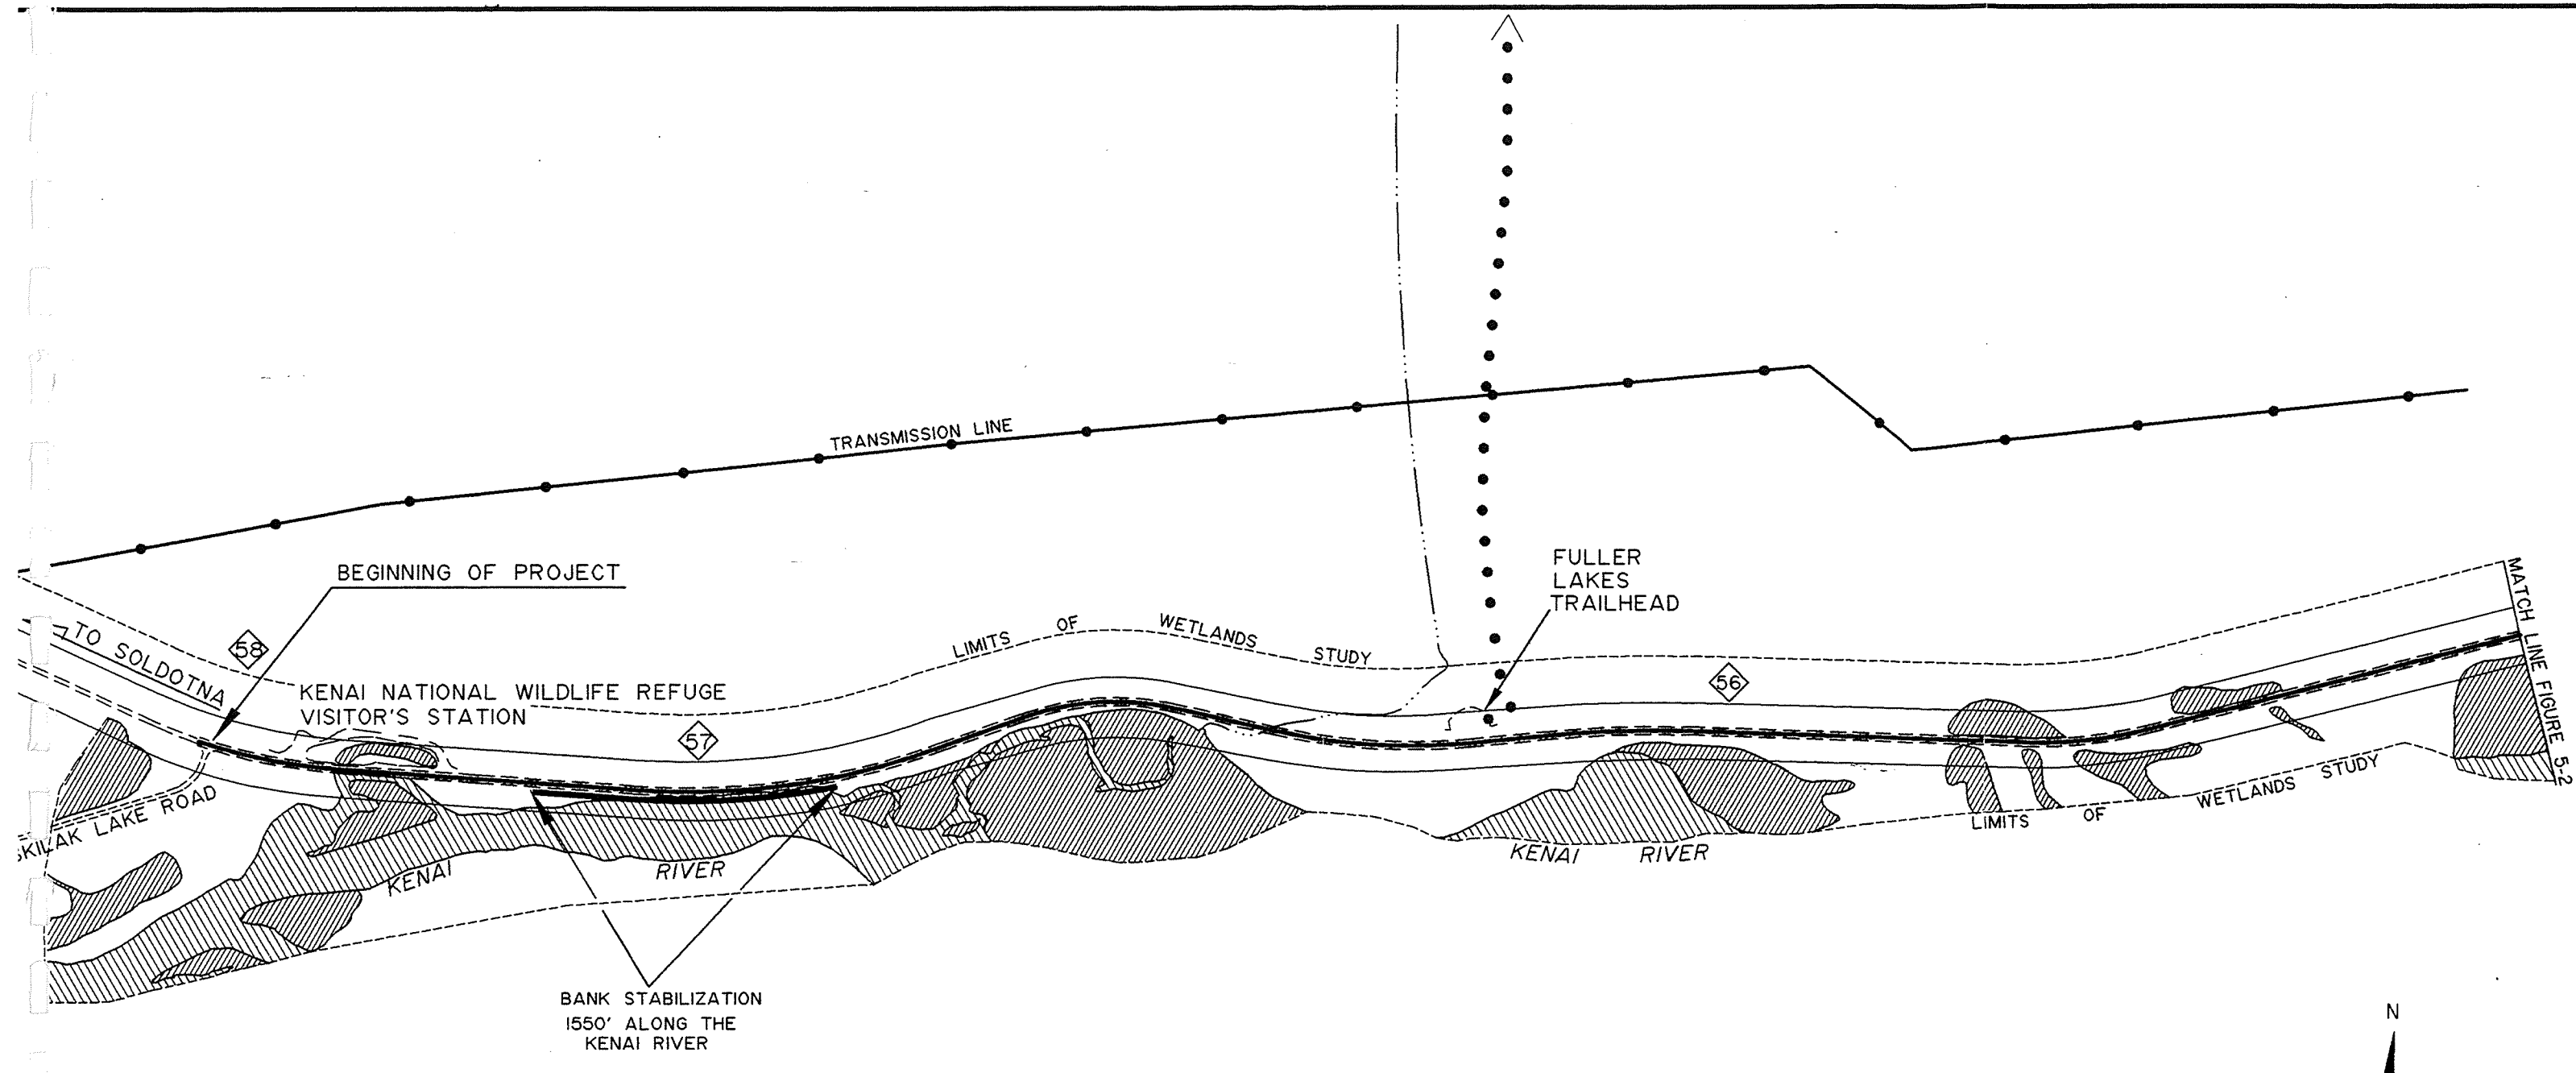 TRANSMISSION LINE
BEGINNING OF PROJECT
FULLER
LAKES
TRAILHEAD
MATCH LINE FIGURE 5-2
TO SOLDOTNA
58
LIMITS OF WETLANDS STUDY
KENAI NATIONAL WILDLIFE REFUGE
VISITOR'S STATION
57
56
SKILAK LAKE ROAD
KENAI RIVER
KENAI RIVER
LIMITS OF WETLANDS STUDY
BANK STABILIZATION
1550' ALONG THE
KENAI RIVER
N